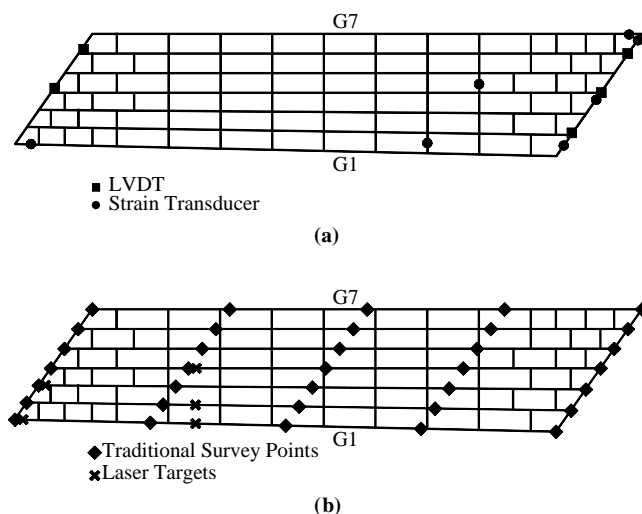 G7
G1
LVDT
Strain Transducer
(a)
G7
G1
Traditional Survey Points
Laser Targets
(b)